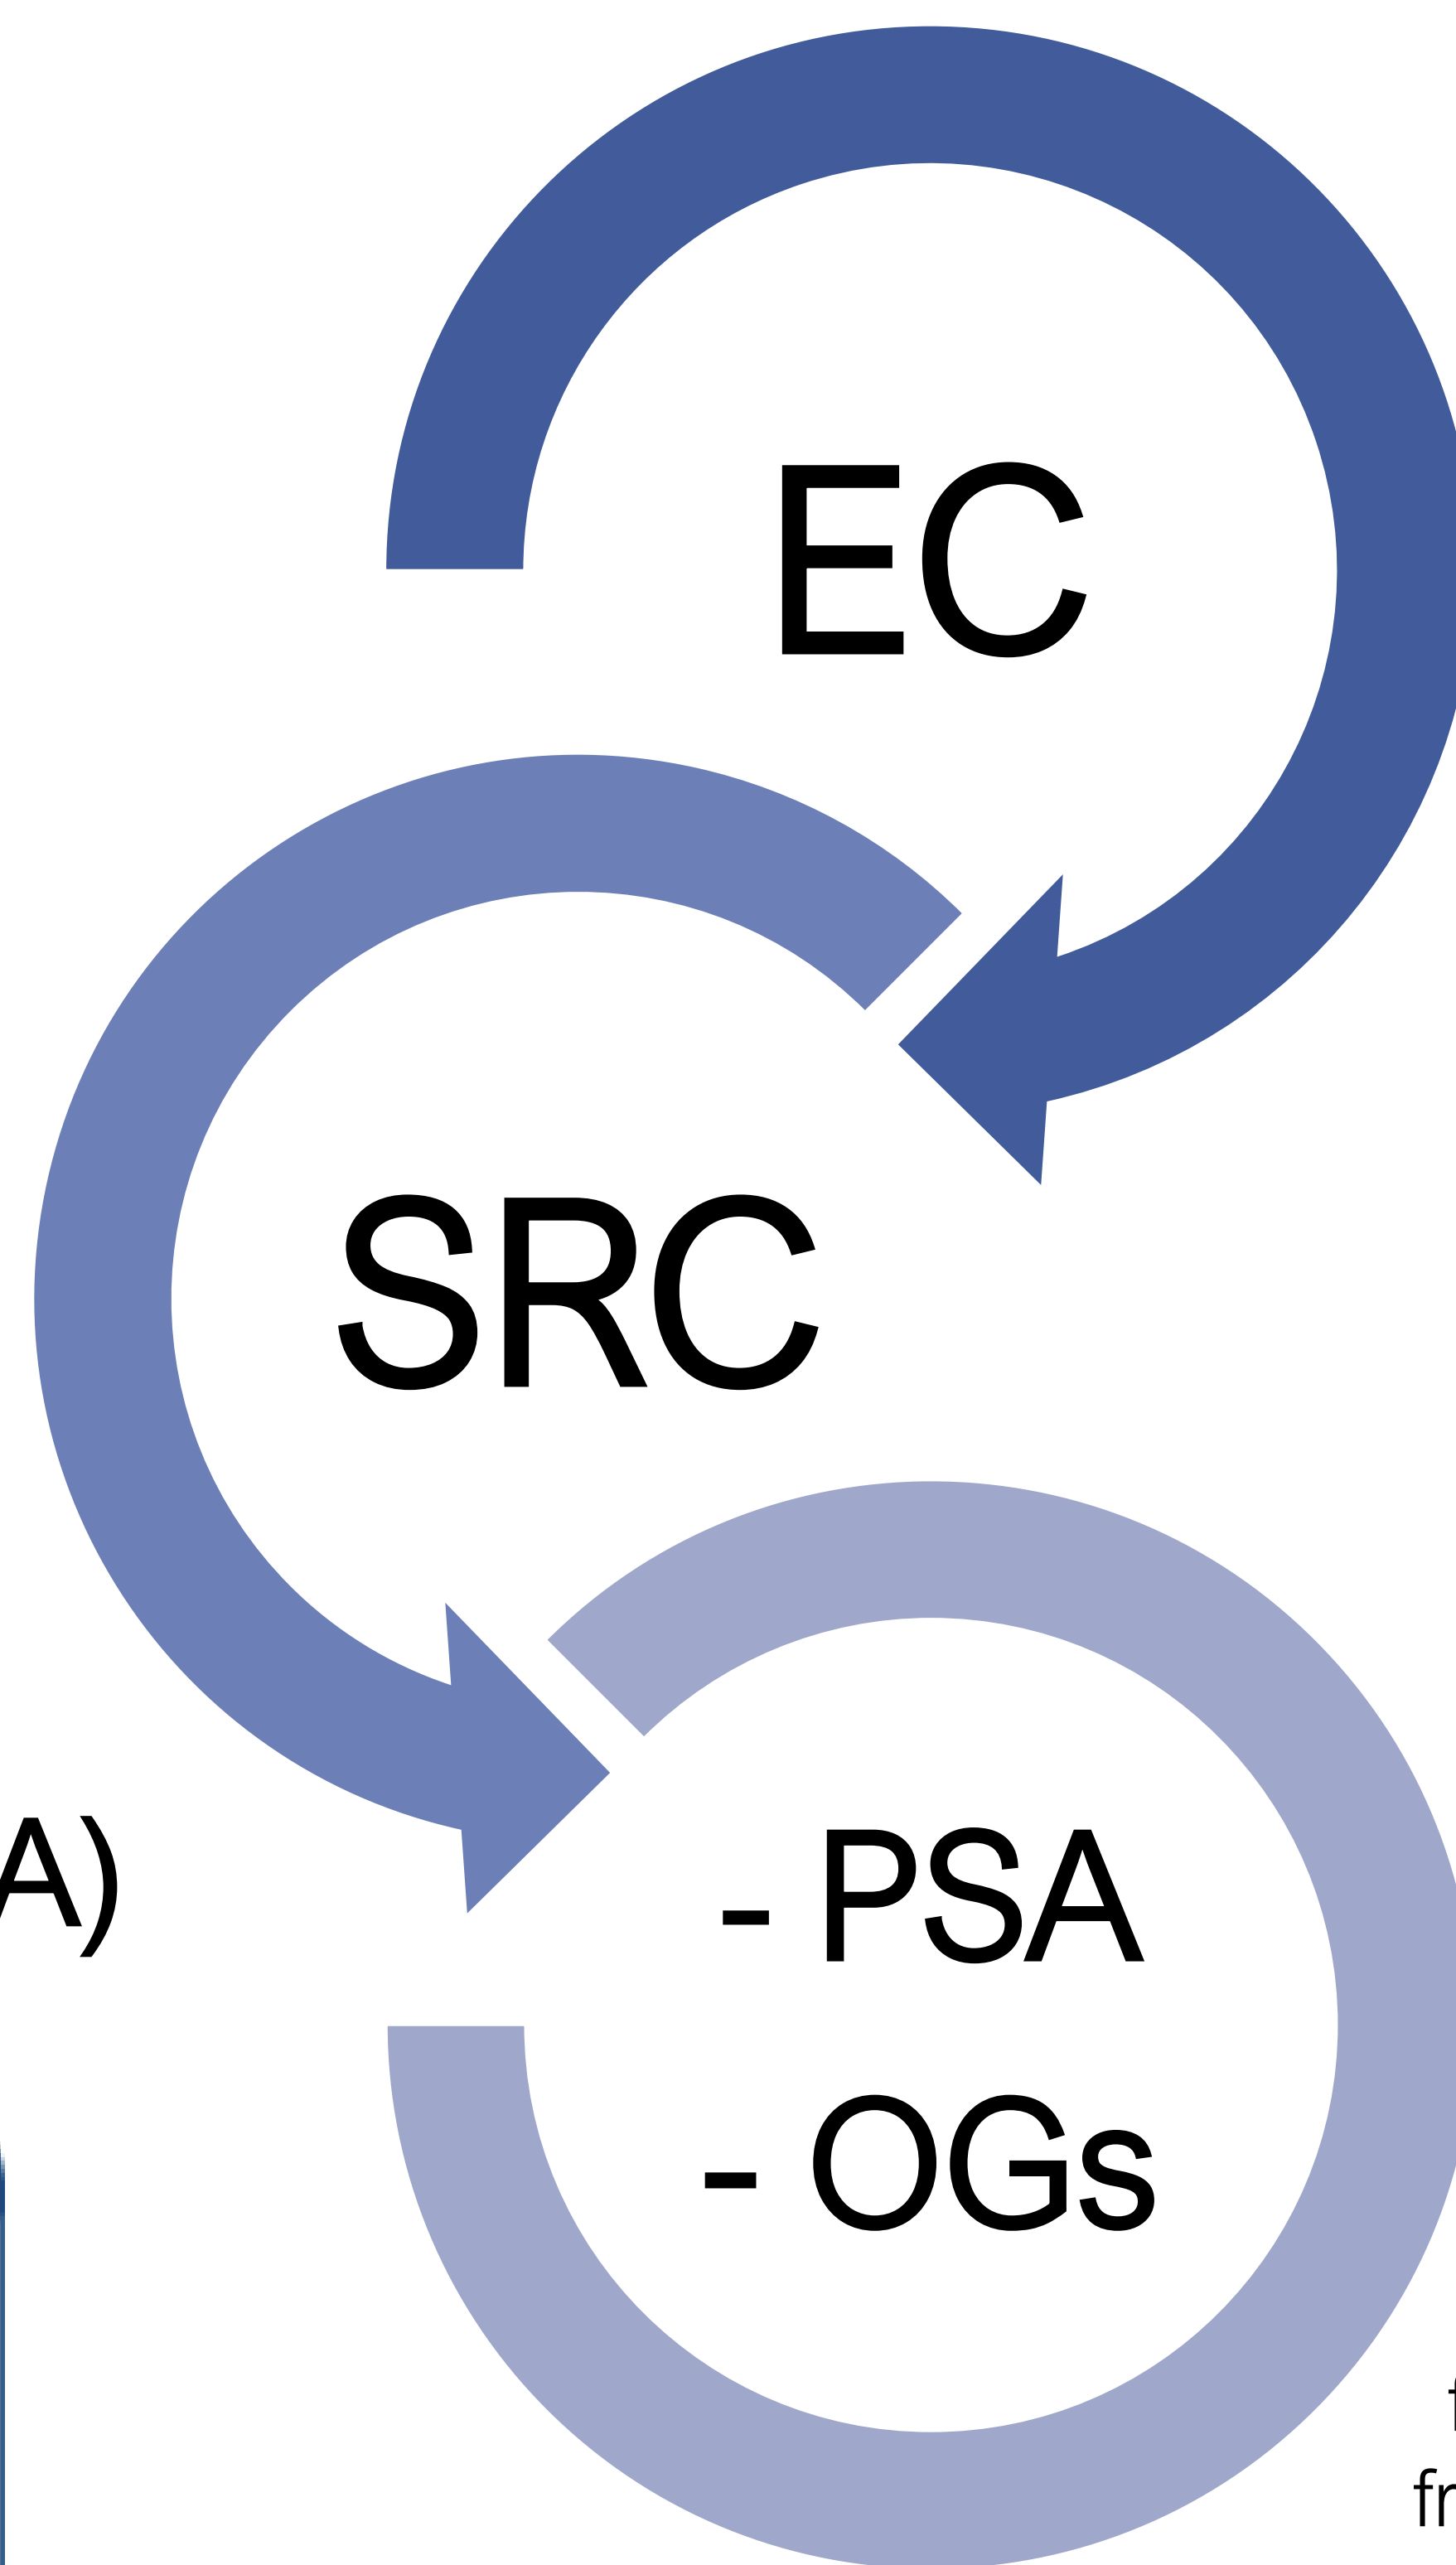 EC
SRC
A)
- PSA
- OGs